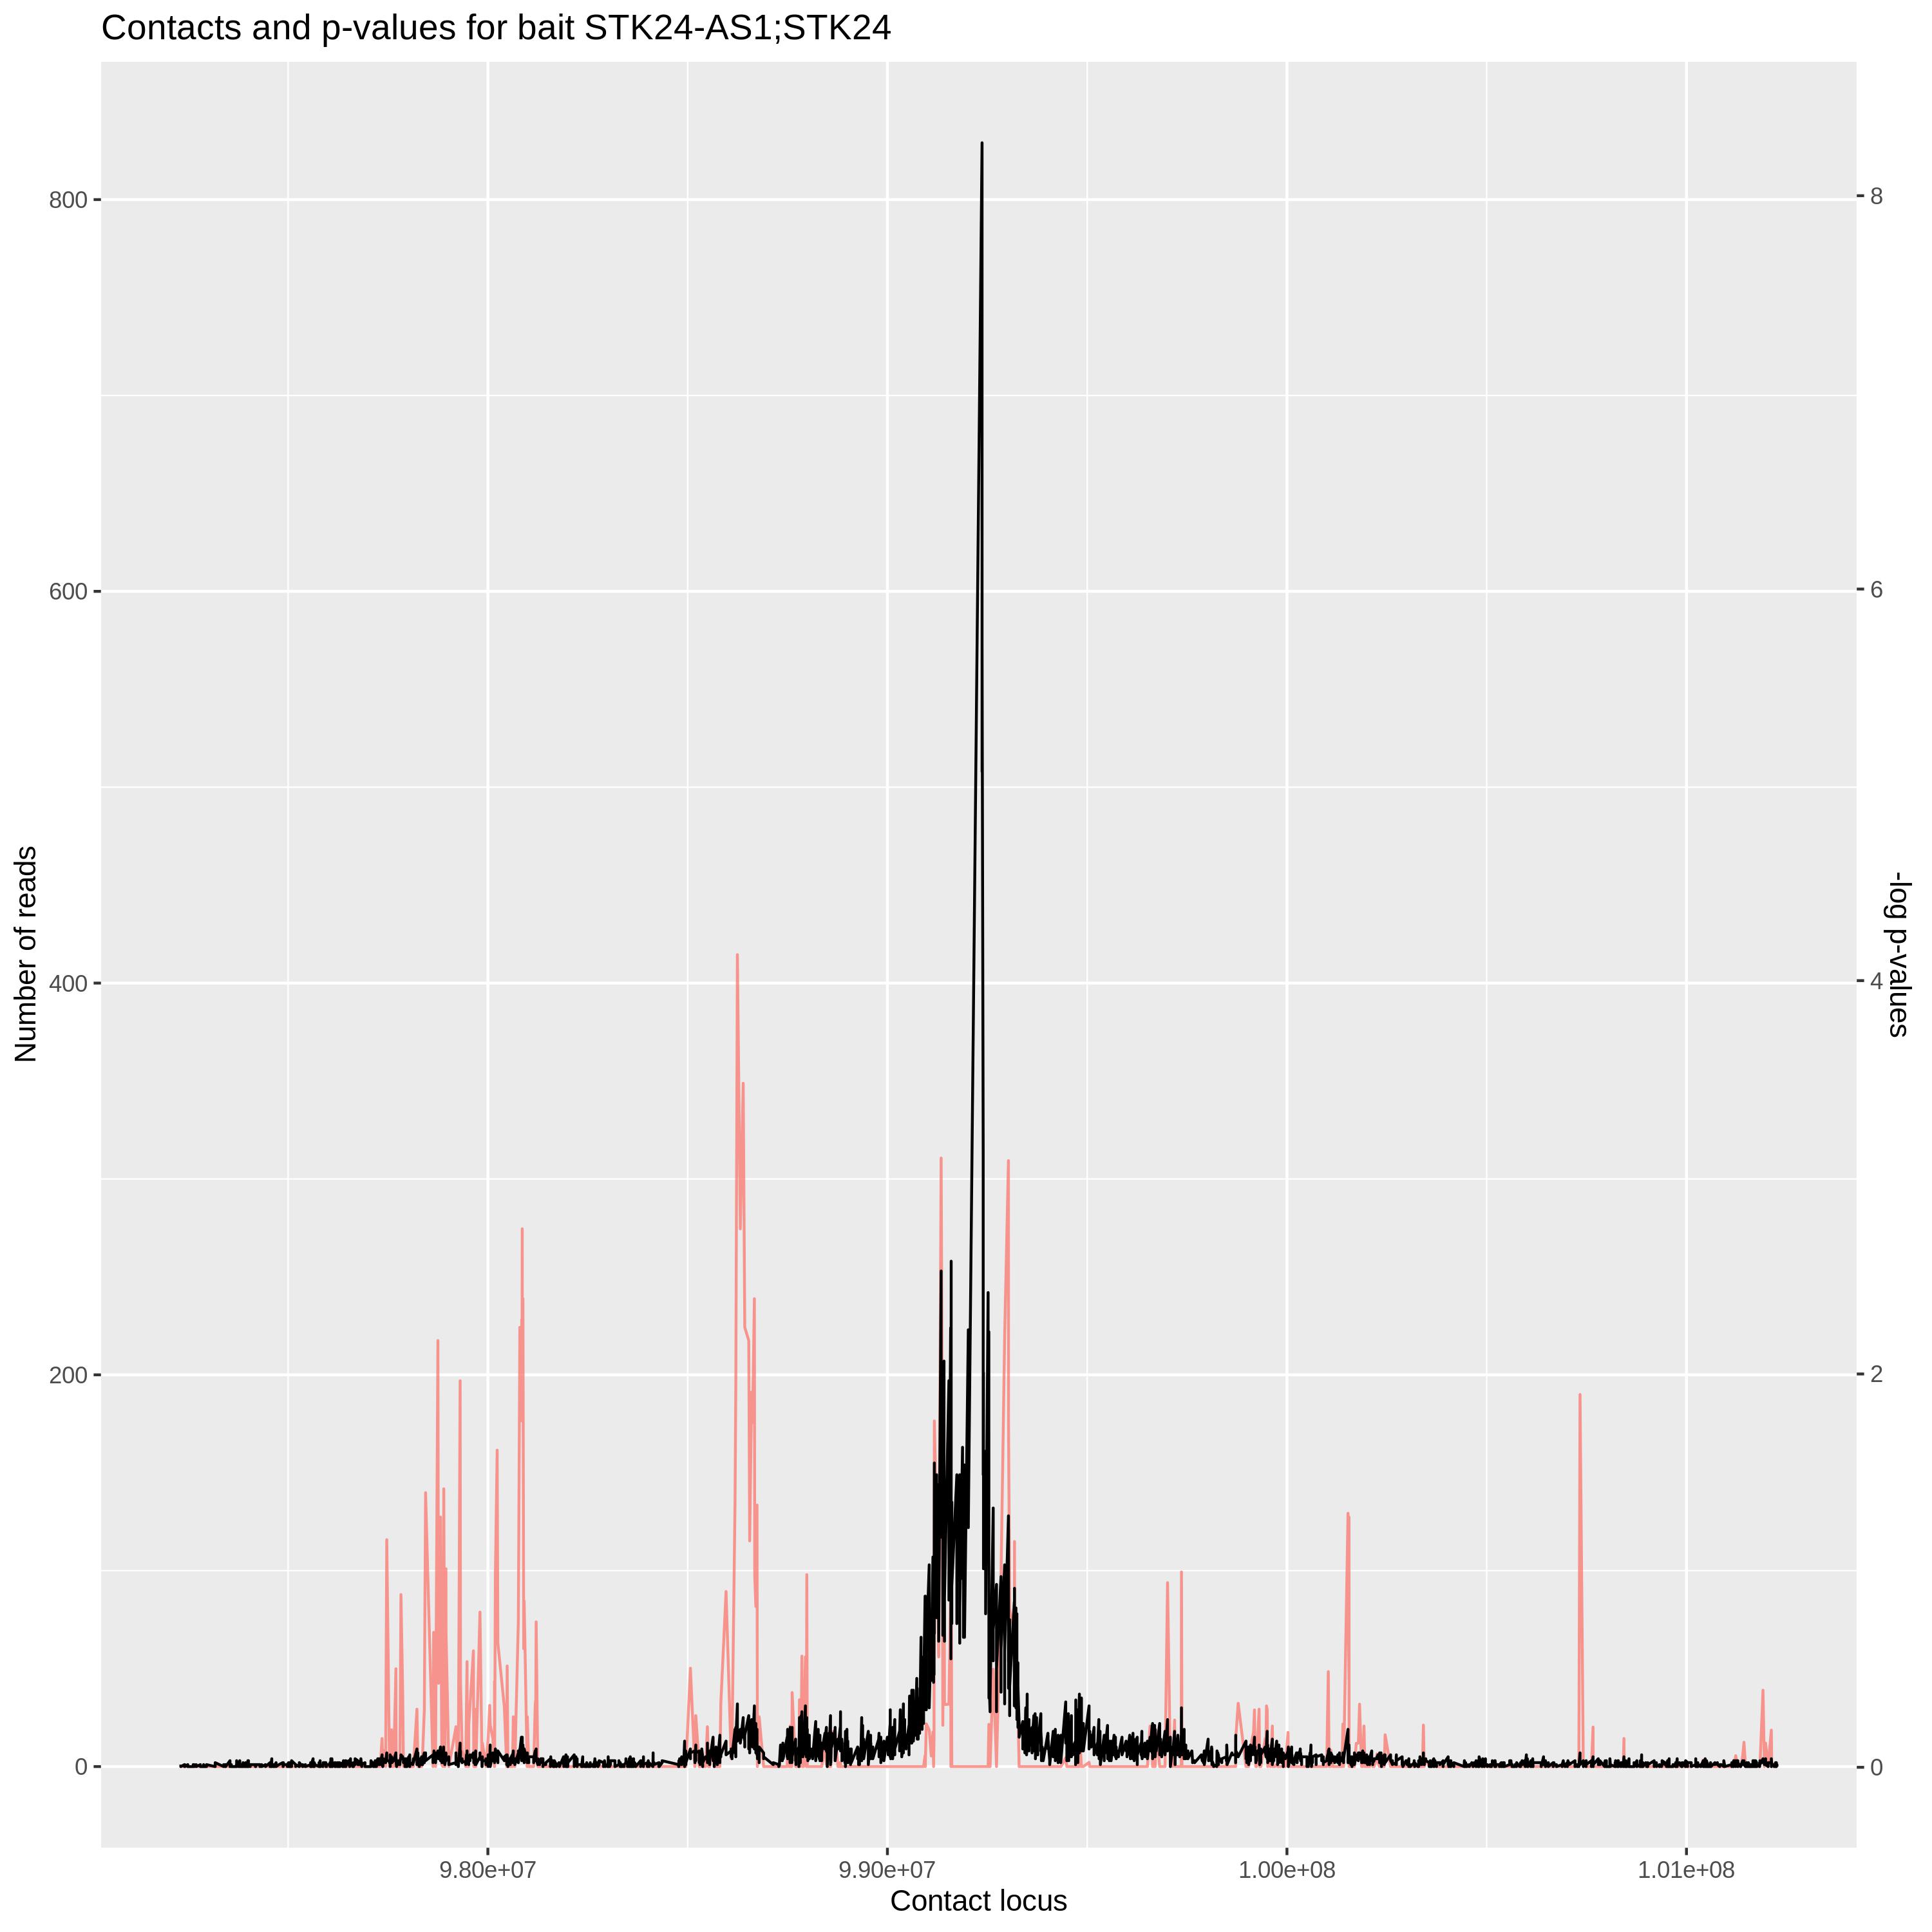 Contacts and p-values for bait STK24-AS1;STK24
800
600
400
200
0
Number of reads
8
6
4
2
0
-log p-values
9.80e+07
9.90e+07
1.00e+08
1.01e+08
Contact locus